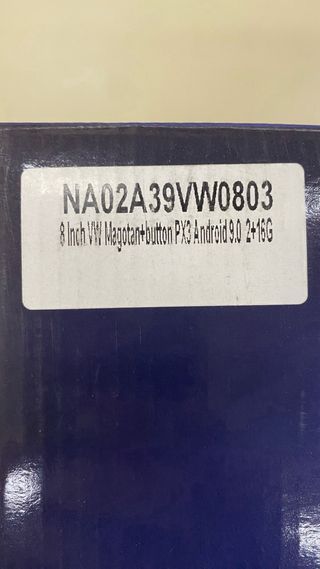 NA02A39VW0803
8 Inch VW Magotan+button PX3 Android 9.0 2+16G